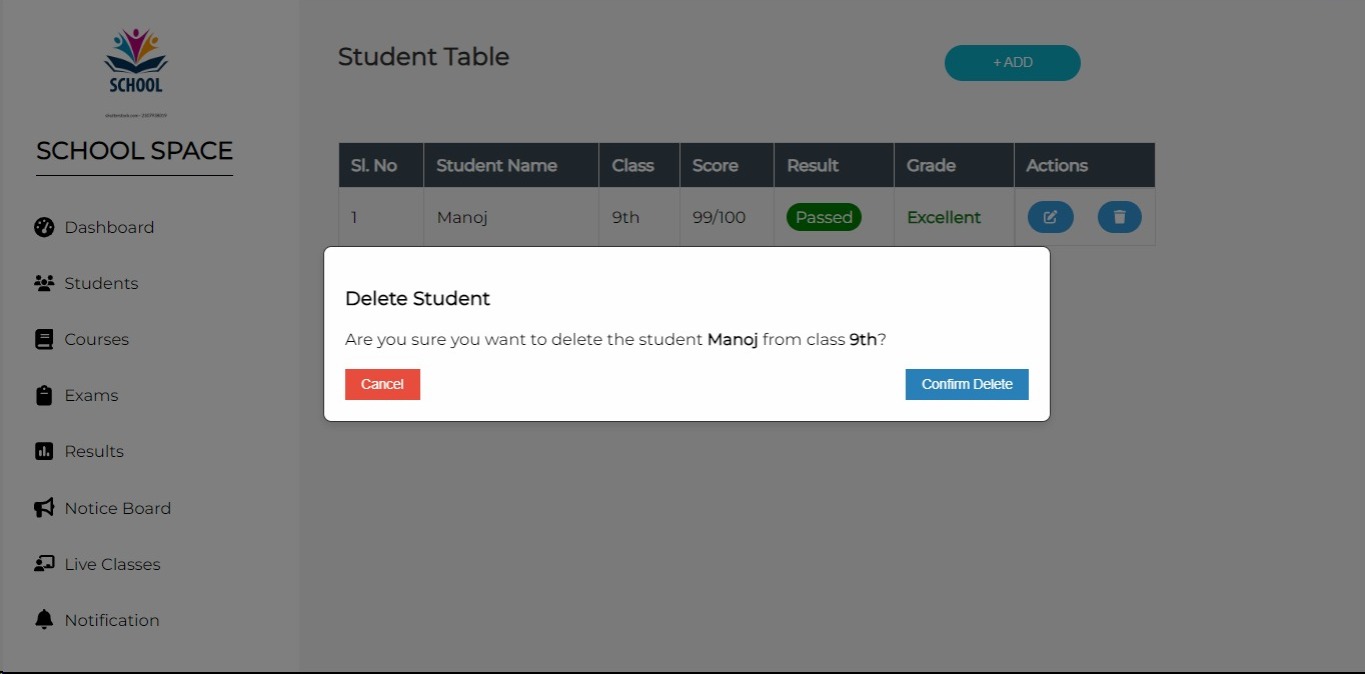 SCHOOL
SCHOOL SPACE
Dashboard
Students
Courses
Exams
Results
Notice Board
Live Classes
Notification
Student Table
+ ADD
Sl. No Student Name Class Score Result Grade Actions
1 Manoj 9th 99/100 Passed Excellent
Delete Student
Are you sure you want to delete the student Manoj from class 9th?
Cancel Confirm Delete